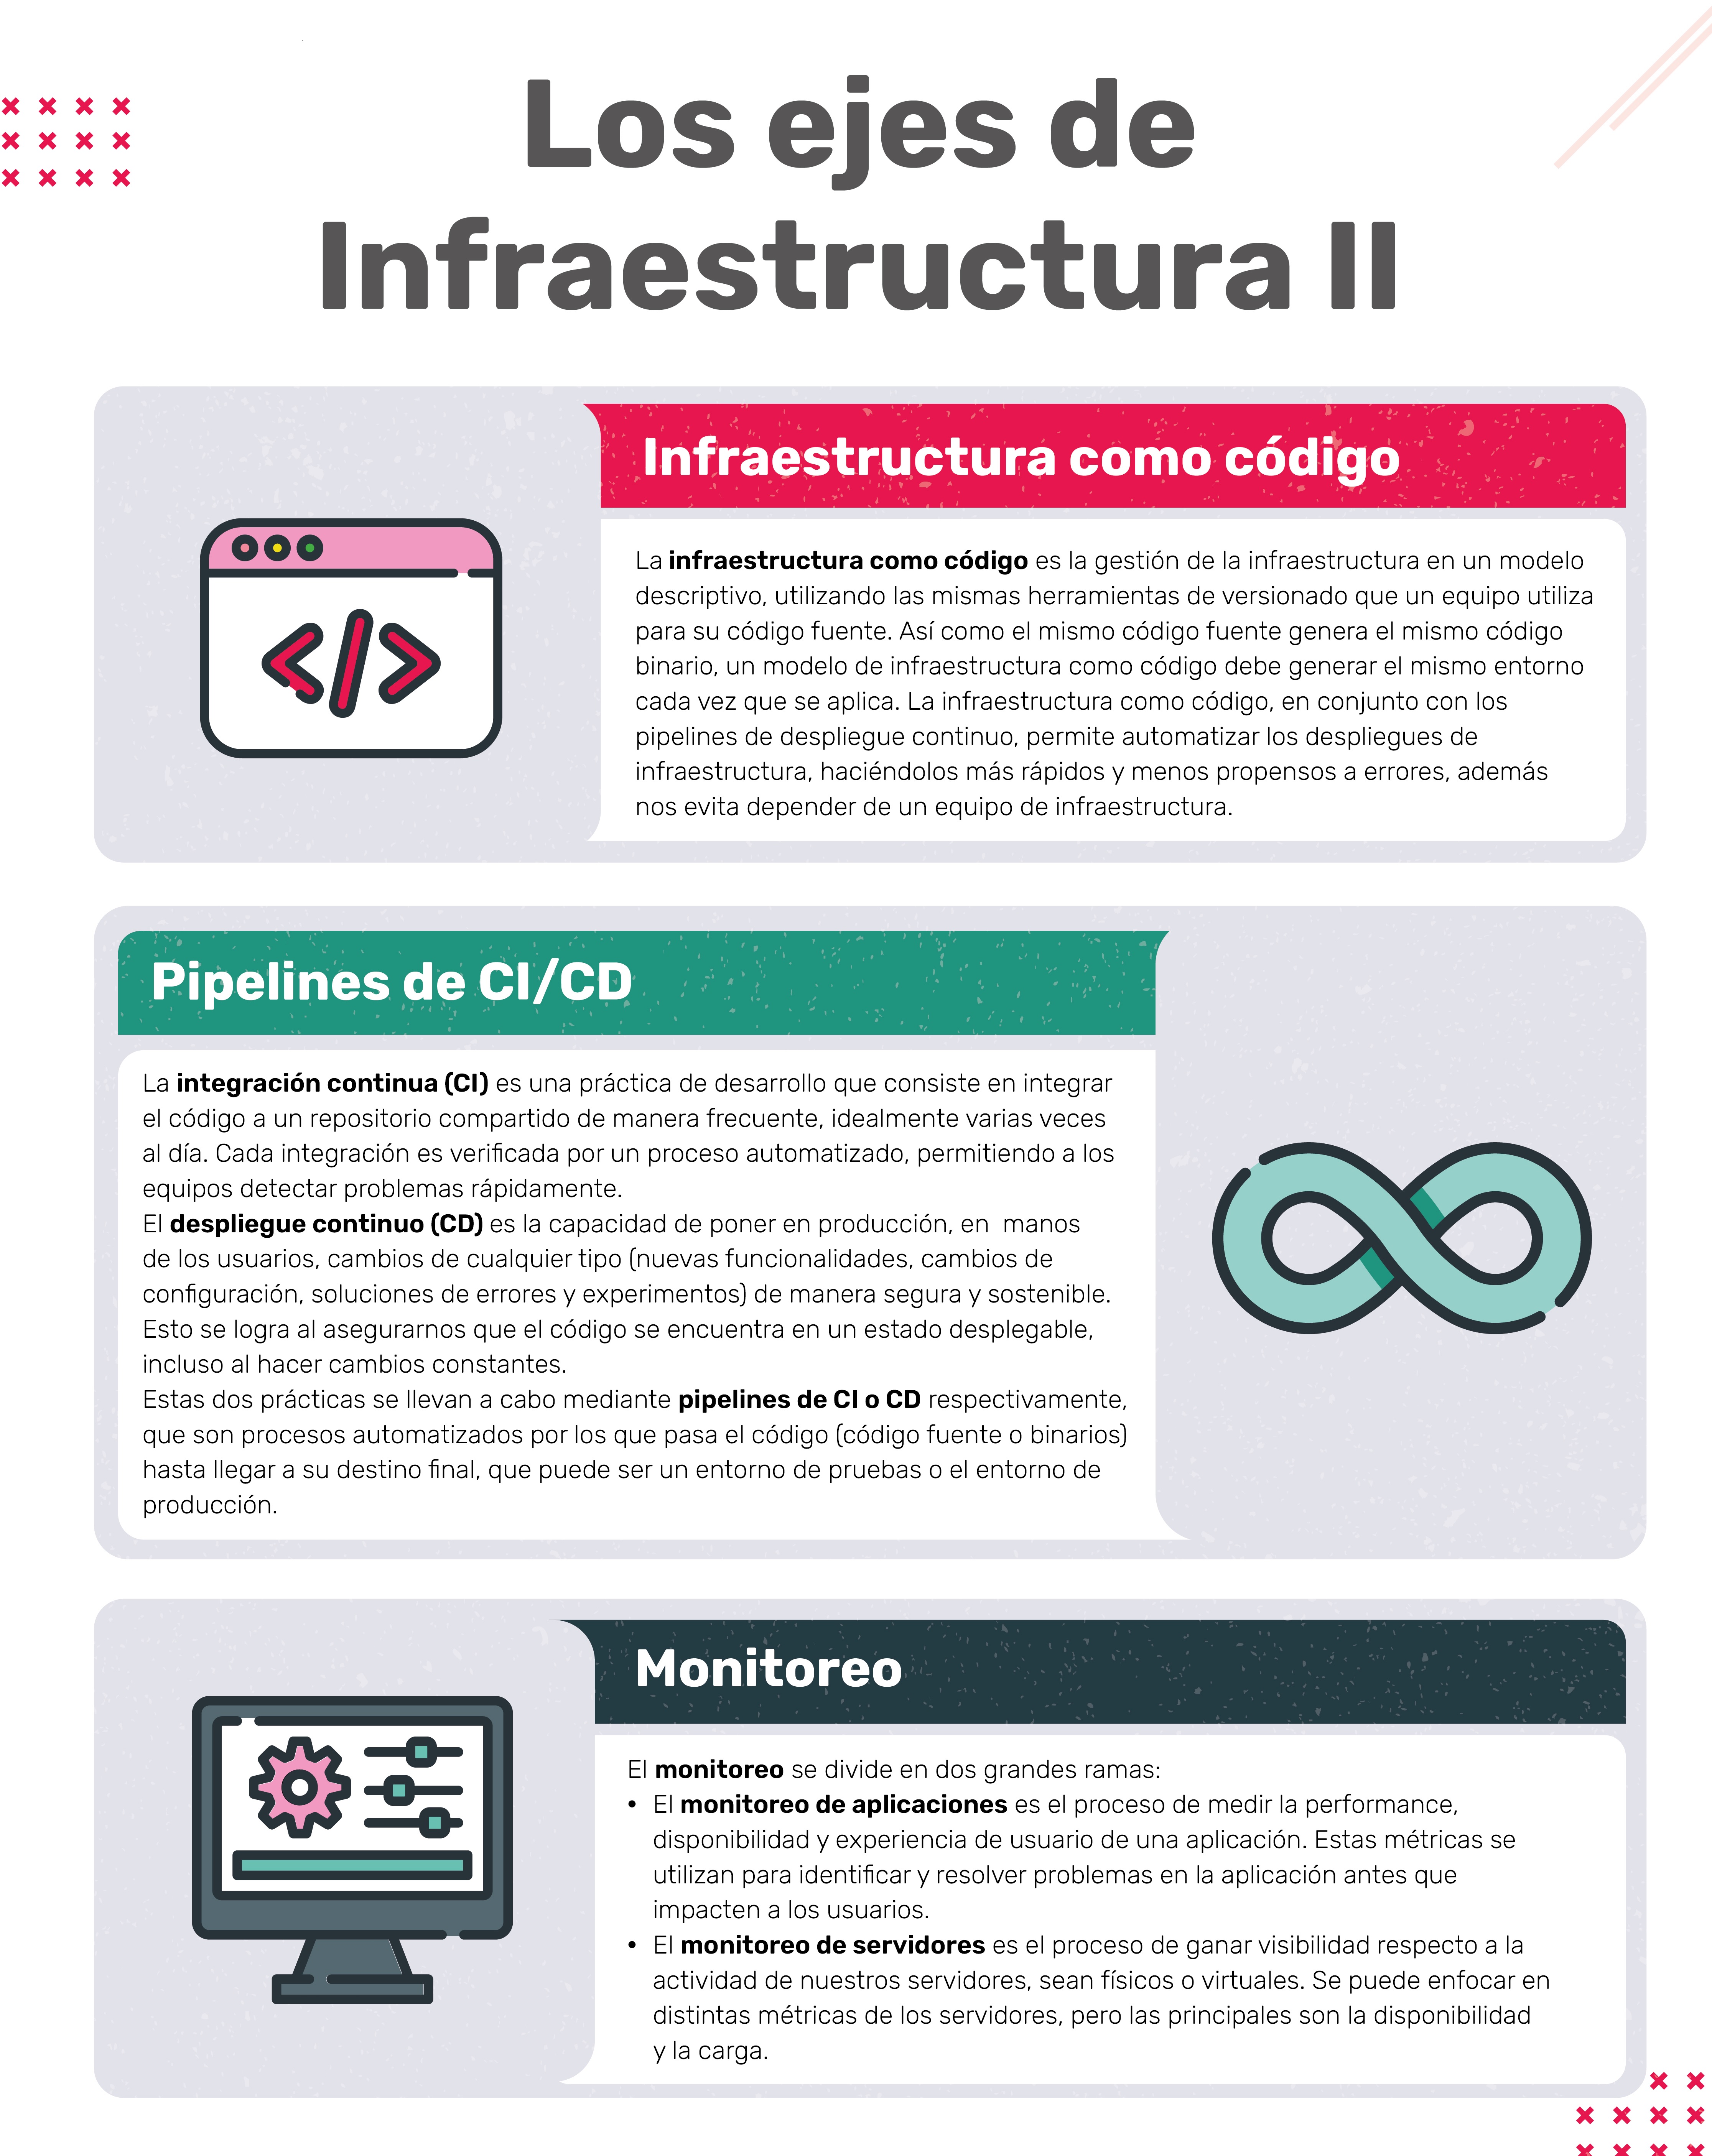 Los ejes de
Infraestructura II
Infraestructura como código
La infraestructura como código es la gestión de la infraestructura en un modelo
descriptivo, utilizando las mismas herramientas de versionado que un equipo utiliza
para su código fuente. Así como el mismo código fuente genera el mismo código
binario, un modelo de infraestructura como código debe generar el mismo entorno
cada vez que se aplica. La infraestructura como código, en conjunto con los
pipelines de despliegue continuo, permite automatizar los despliegues de
infraestructura, haciéndolos más rápidos y menos propensos a errores, además
nos evita depender de un equipo de infraestructura.
Pipelines de CI/CD
La integración continua (CI) es una práctica de desarrollo que consiste en integrar
el código a un repositorio compartido de manera frecuente, idealmente varias veces
al día. Cada integración es verificada por un proceso automatizado, permitiendo a los
equipos detectar problemas rápidamente.
El despliegue continuo (CD) es la capacidad de poner en producción, en manos
de los usuarios, cambios de cualquier tipo (nuevas funcionalidades, cambios de
configuración, soluciones de errores y experimentos) de manera segura y sostenible.
Esto se logra al asegurarnos que el código se encuentra en un estado desplegable,
incluso al hacer cambios constantes.
Estas dos prácticas se llevan a cabo mediante pipelines de CI o CD respectivamente,
que son procesos automatizados por los que pasa el código (código fuente o binarios)
hasta llegar a su destino final, que puede ser un entorno de pruebas o el entorno de
producción.
Monitoreo
El monitoreo se divide en dos grandes ramas:
• El monitoreo de aplicaciones es el proceso de medir la performance,
disponibilidad y experiencia de usuario de una aplicación. Estas métricas se
utilizan para identificar y resolver problemas en la aplicación antes que
impacten a los usuarios.
• El monitoreo de servidores es el proceso de ganar visibilidad respecto a la
actividad de nuestros servidores, sean físicos o virtuales. Se puede enfocar en
distintas métricas de los servidores, pero las principales son la disponibilidad
y la carga.